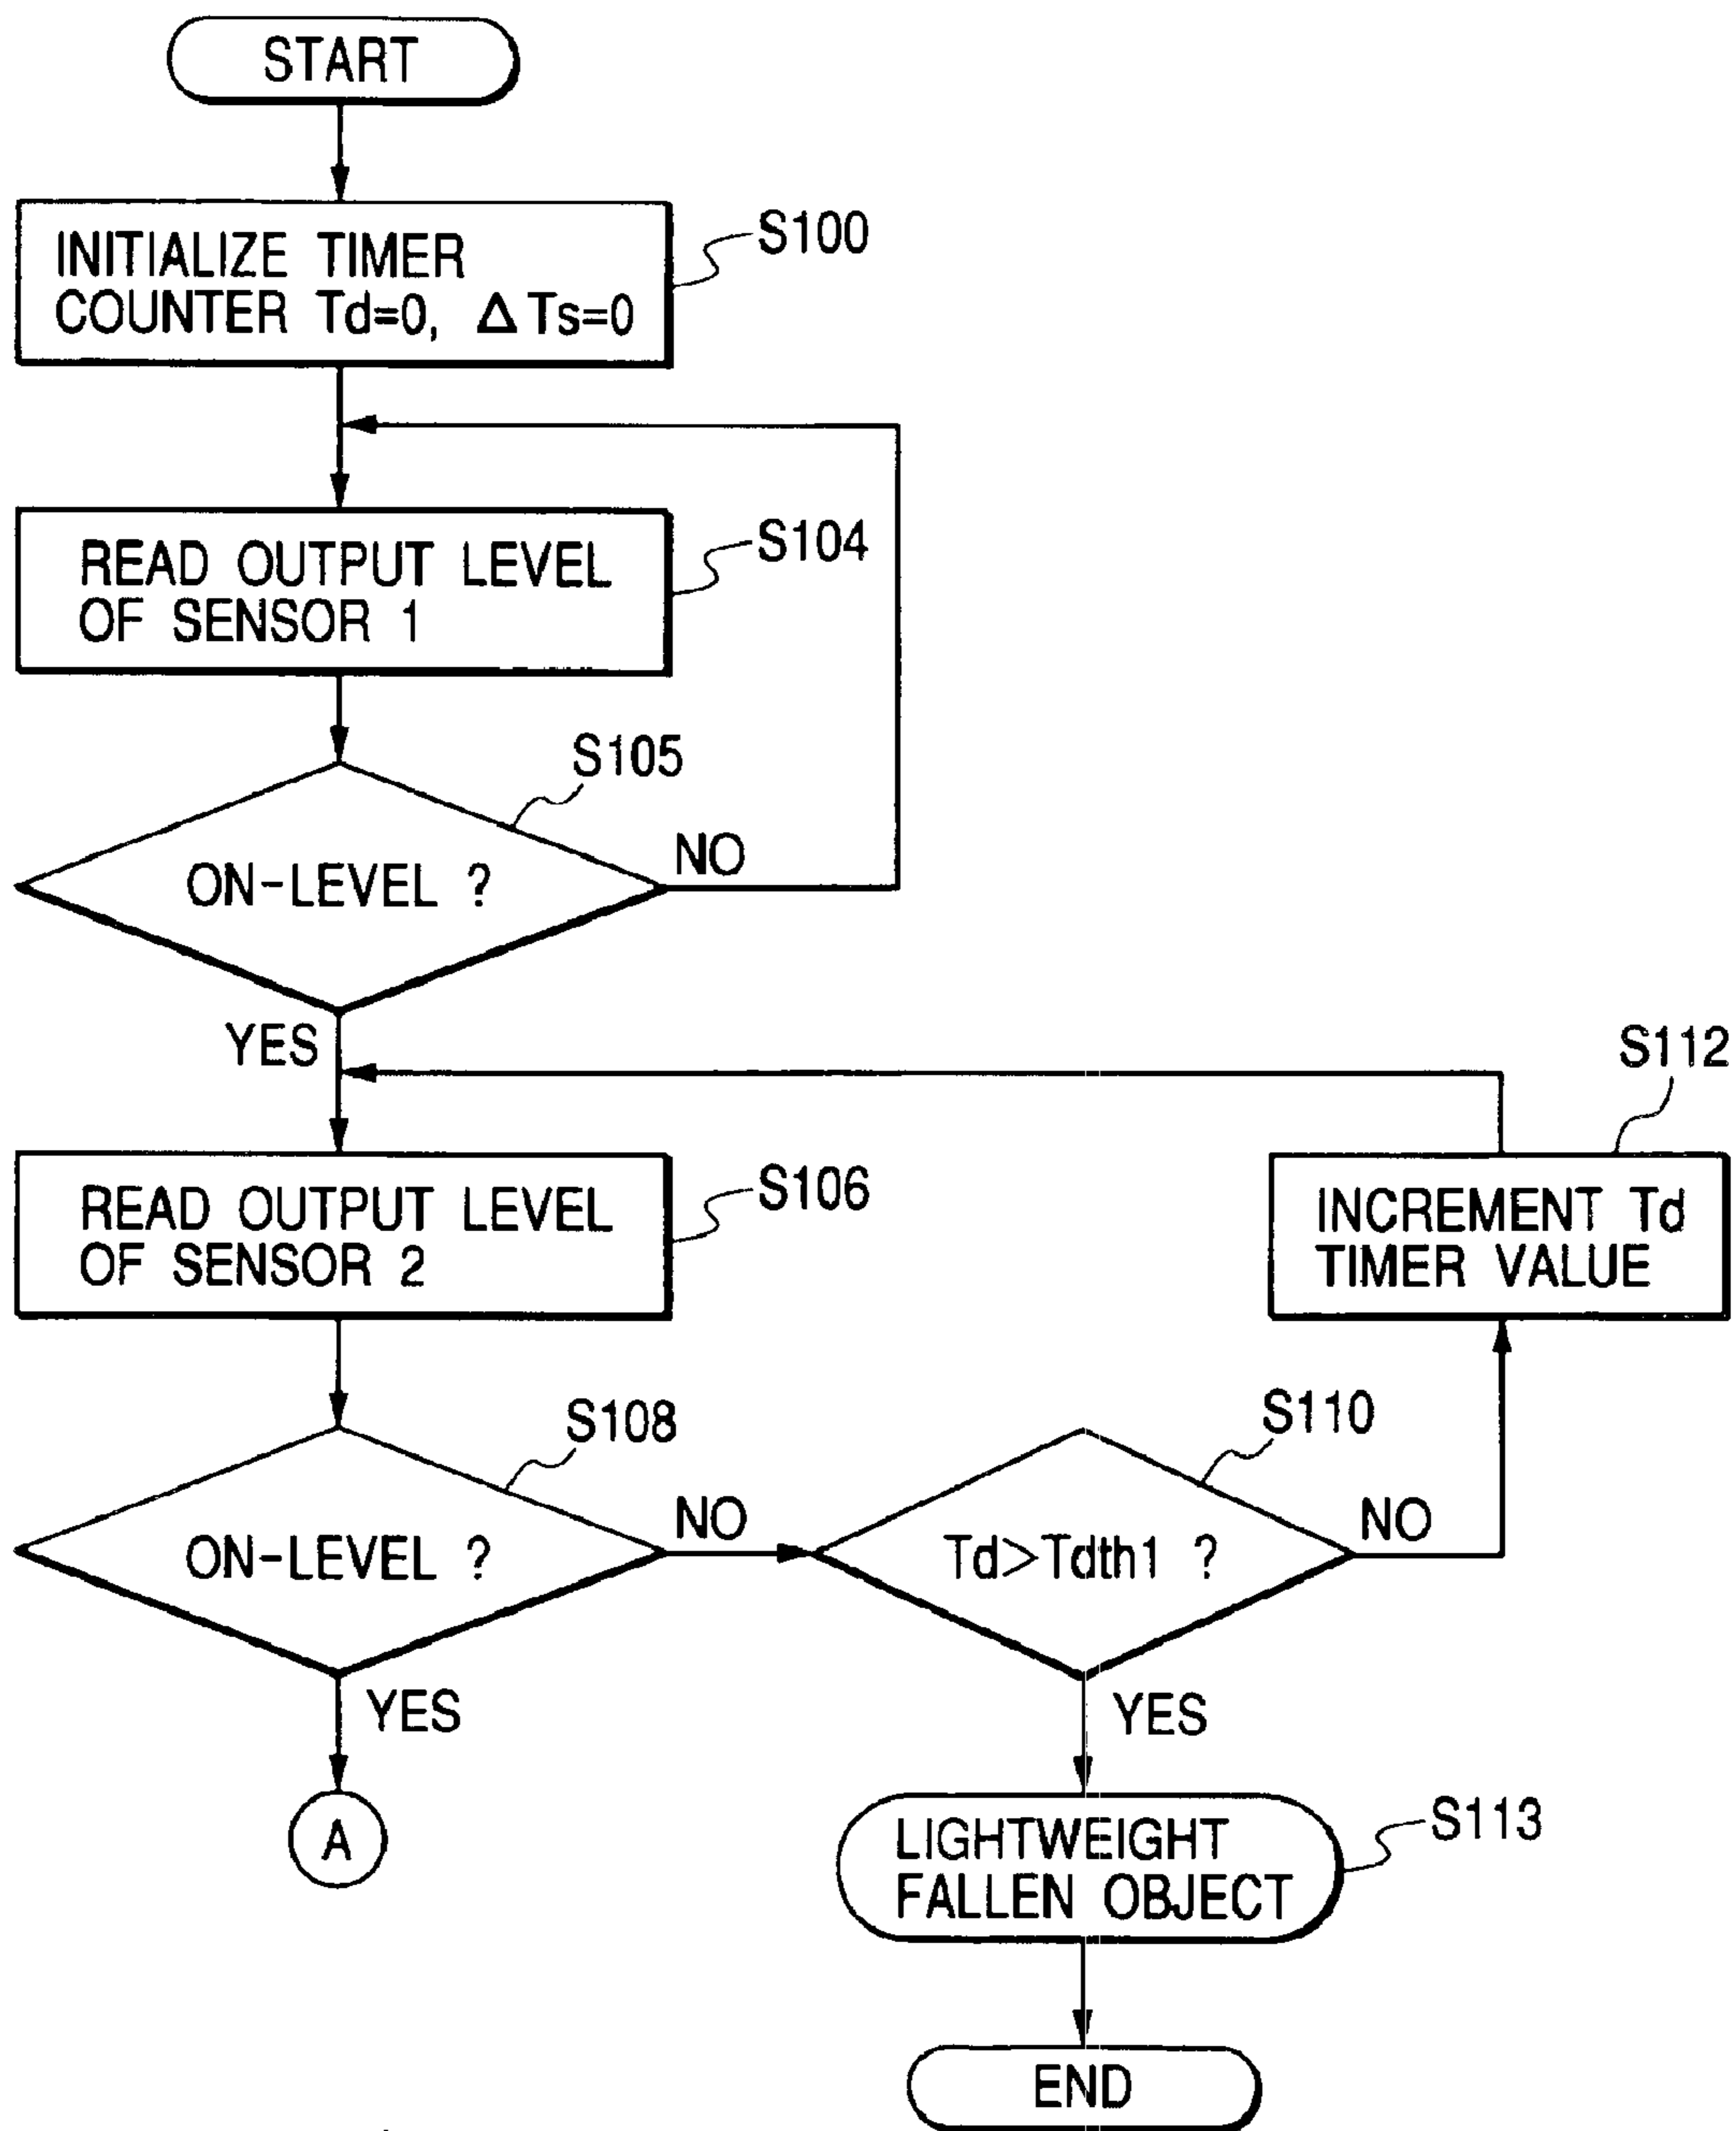 START
INITIALIZE TIMER
COUNTER Td=0, Δ Ts=0
S100
READ OUTPUT LEVEL
OF SENSOR 1
S104
S105
ON-LEVEL ?
NO
YES
S112
READ OUTPUT LEVEL
OF SENSOR 2
S106
INCREMENT Td
TIMER VALUE
S108
S110
ON-LEVEL ?
NO
Td>Tdth1 ?
NO
YES
YES
A
LIGHTWEIGHT
FALLEN OBJECT
S113
END